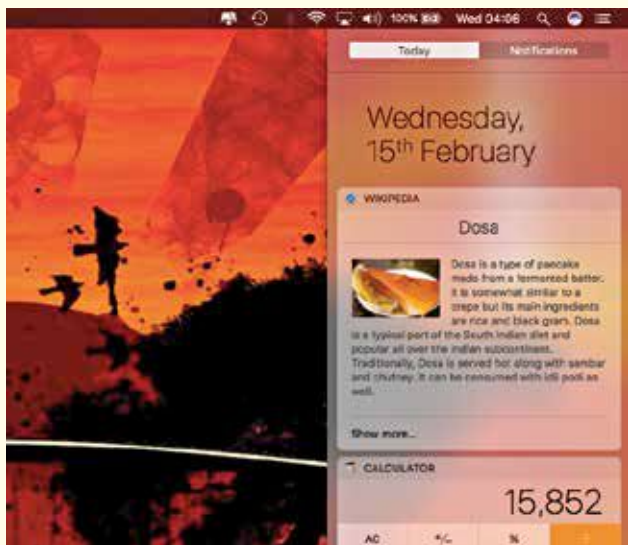 100% Wed 04:06
Today Notifications
Wednesday,
15th February
WIKIPEDIA
Dosa
Dosa is a type of pancake
made from a fermented batter.
It is somewhat similar to a
crepe but its main ingredients
are rice and black gram. Dosa
is a typical part of the South Indian diet and
popular all over the Indian subcontinent.
Traditionally, Dosa is served hot along with sambar
and chutney. It can be consumed with idli podi as
well.
Show more...
CALCULATOR
15,852
AC +/- %